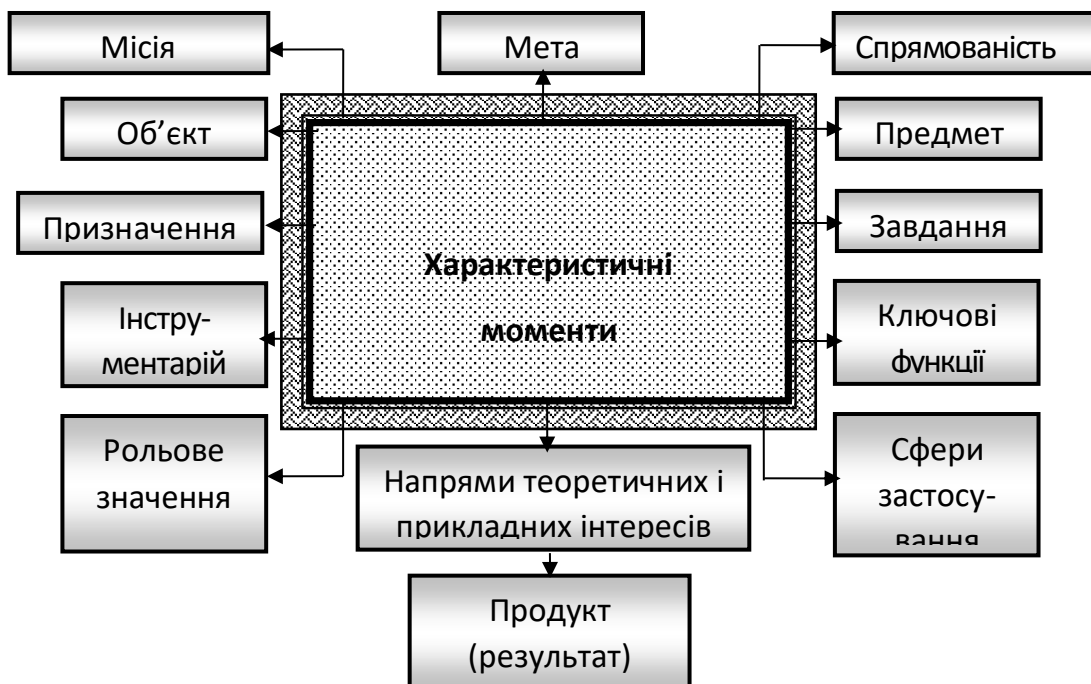 Місія
Мета
Спрямованість
Об’єкт
Предмет
Призначення
Завдання
Характеристичні
моменти
Інстру-
ментарій
Ключові
функції
Рольове
значення
Напрями теоретичних і
прикладних інтересів
Сфери
застосу-
вання
Продукт
(результат)